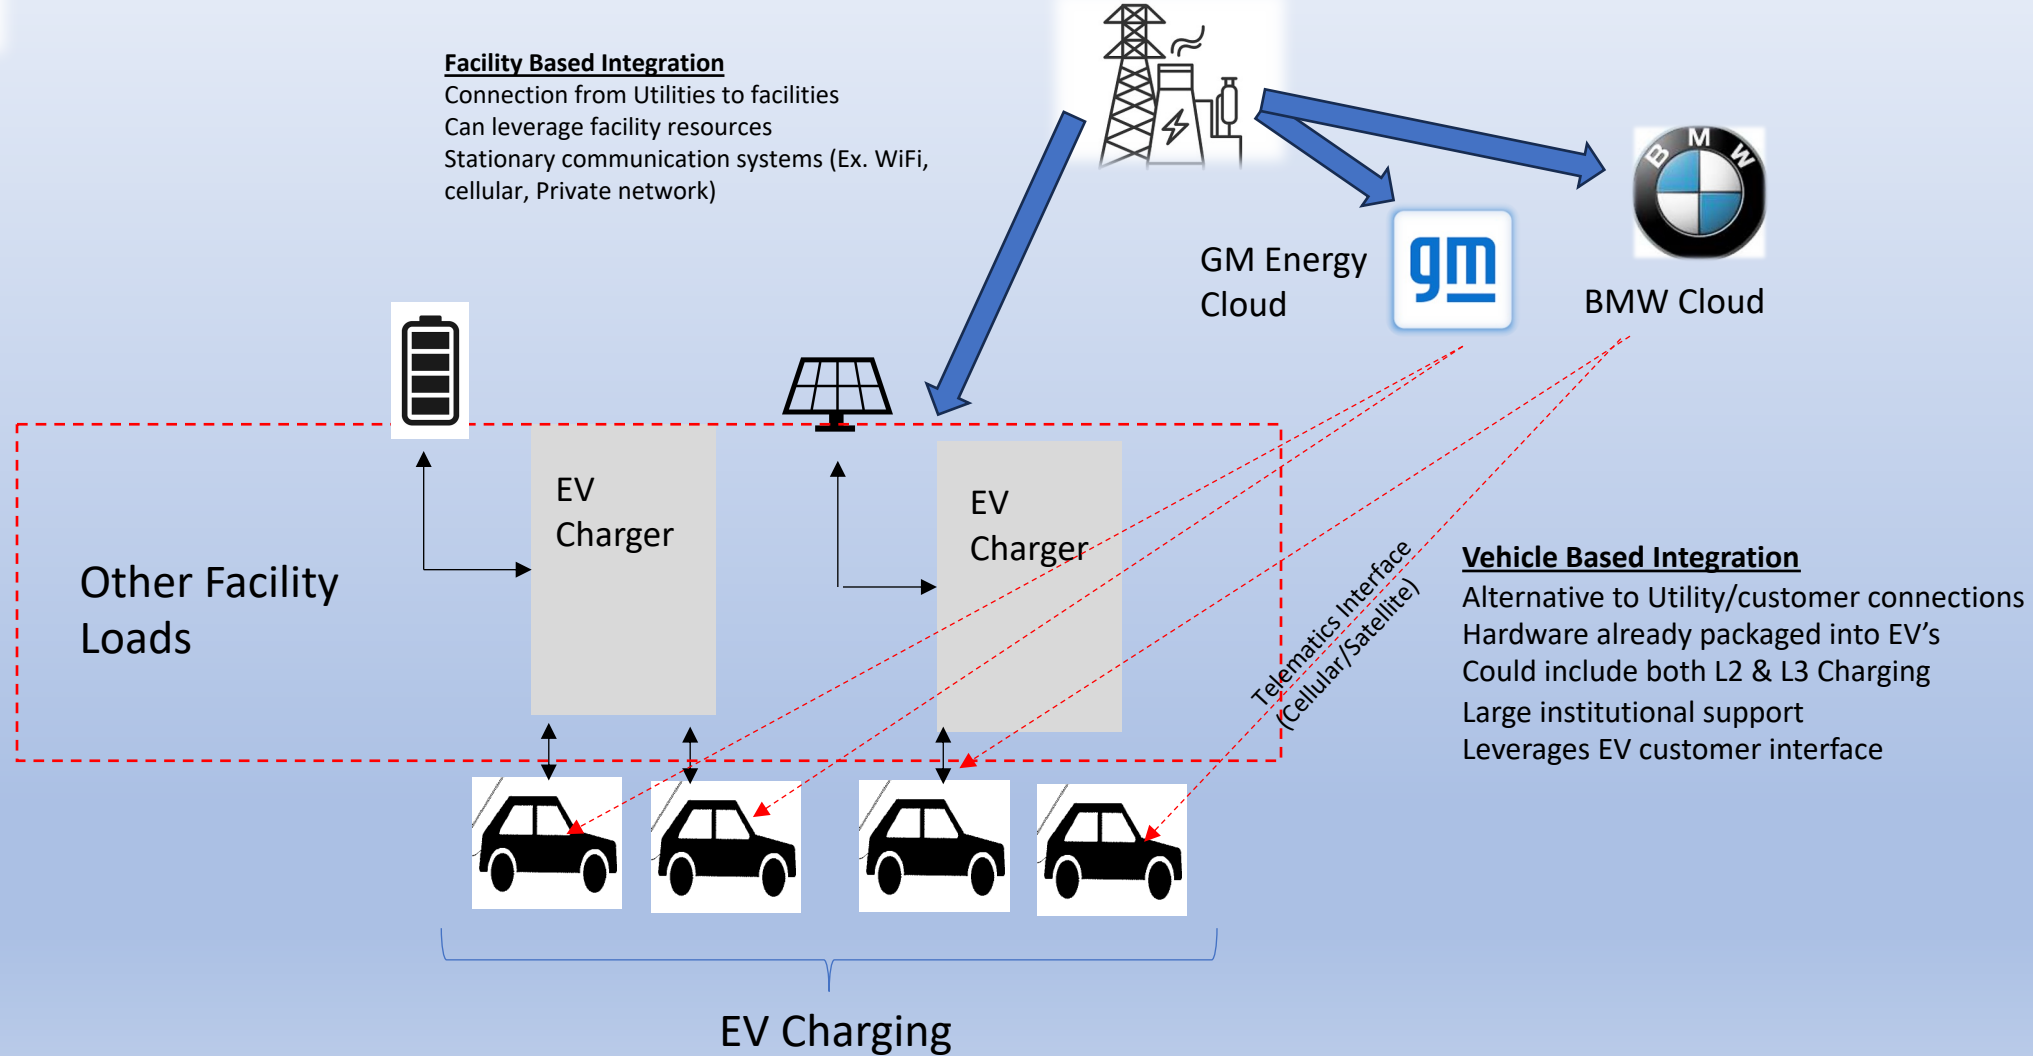 Facility Based Integration
Connection from Utilities to facilities
Can leverage facility resources
Stationary communication systems (Ex. WiFi,
cellular, Private network)
BMW
gm
GM Energy
Cloud
BMW Cloud
EV
Charger
EV
Charger
Other Facility
Loads
Telematics Interface
(Cellular/Satellite)
Vehicle Based Integration
Alternative to Utility/customer connections
Hardware already packaged into EV's
Could include both L2 & L3 Charging
Large institutional support
Leverages EV customer interface
EV Charging